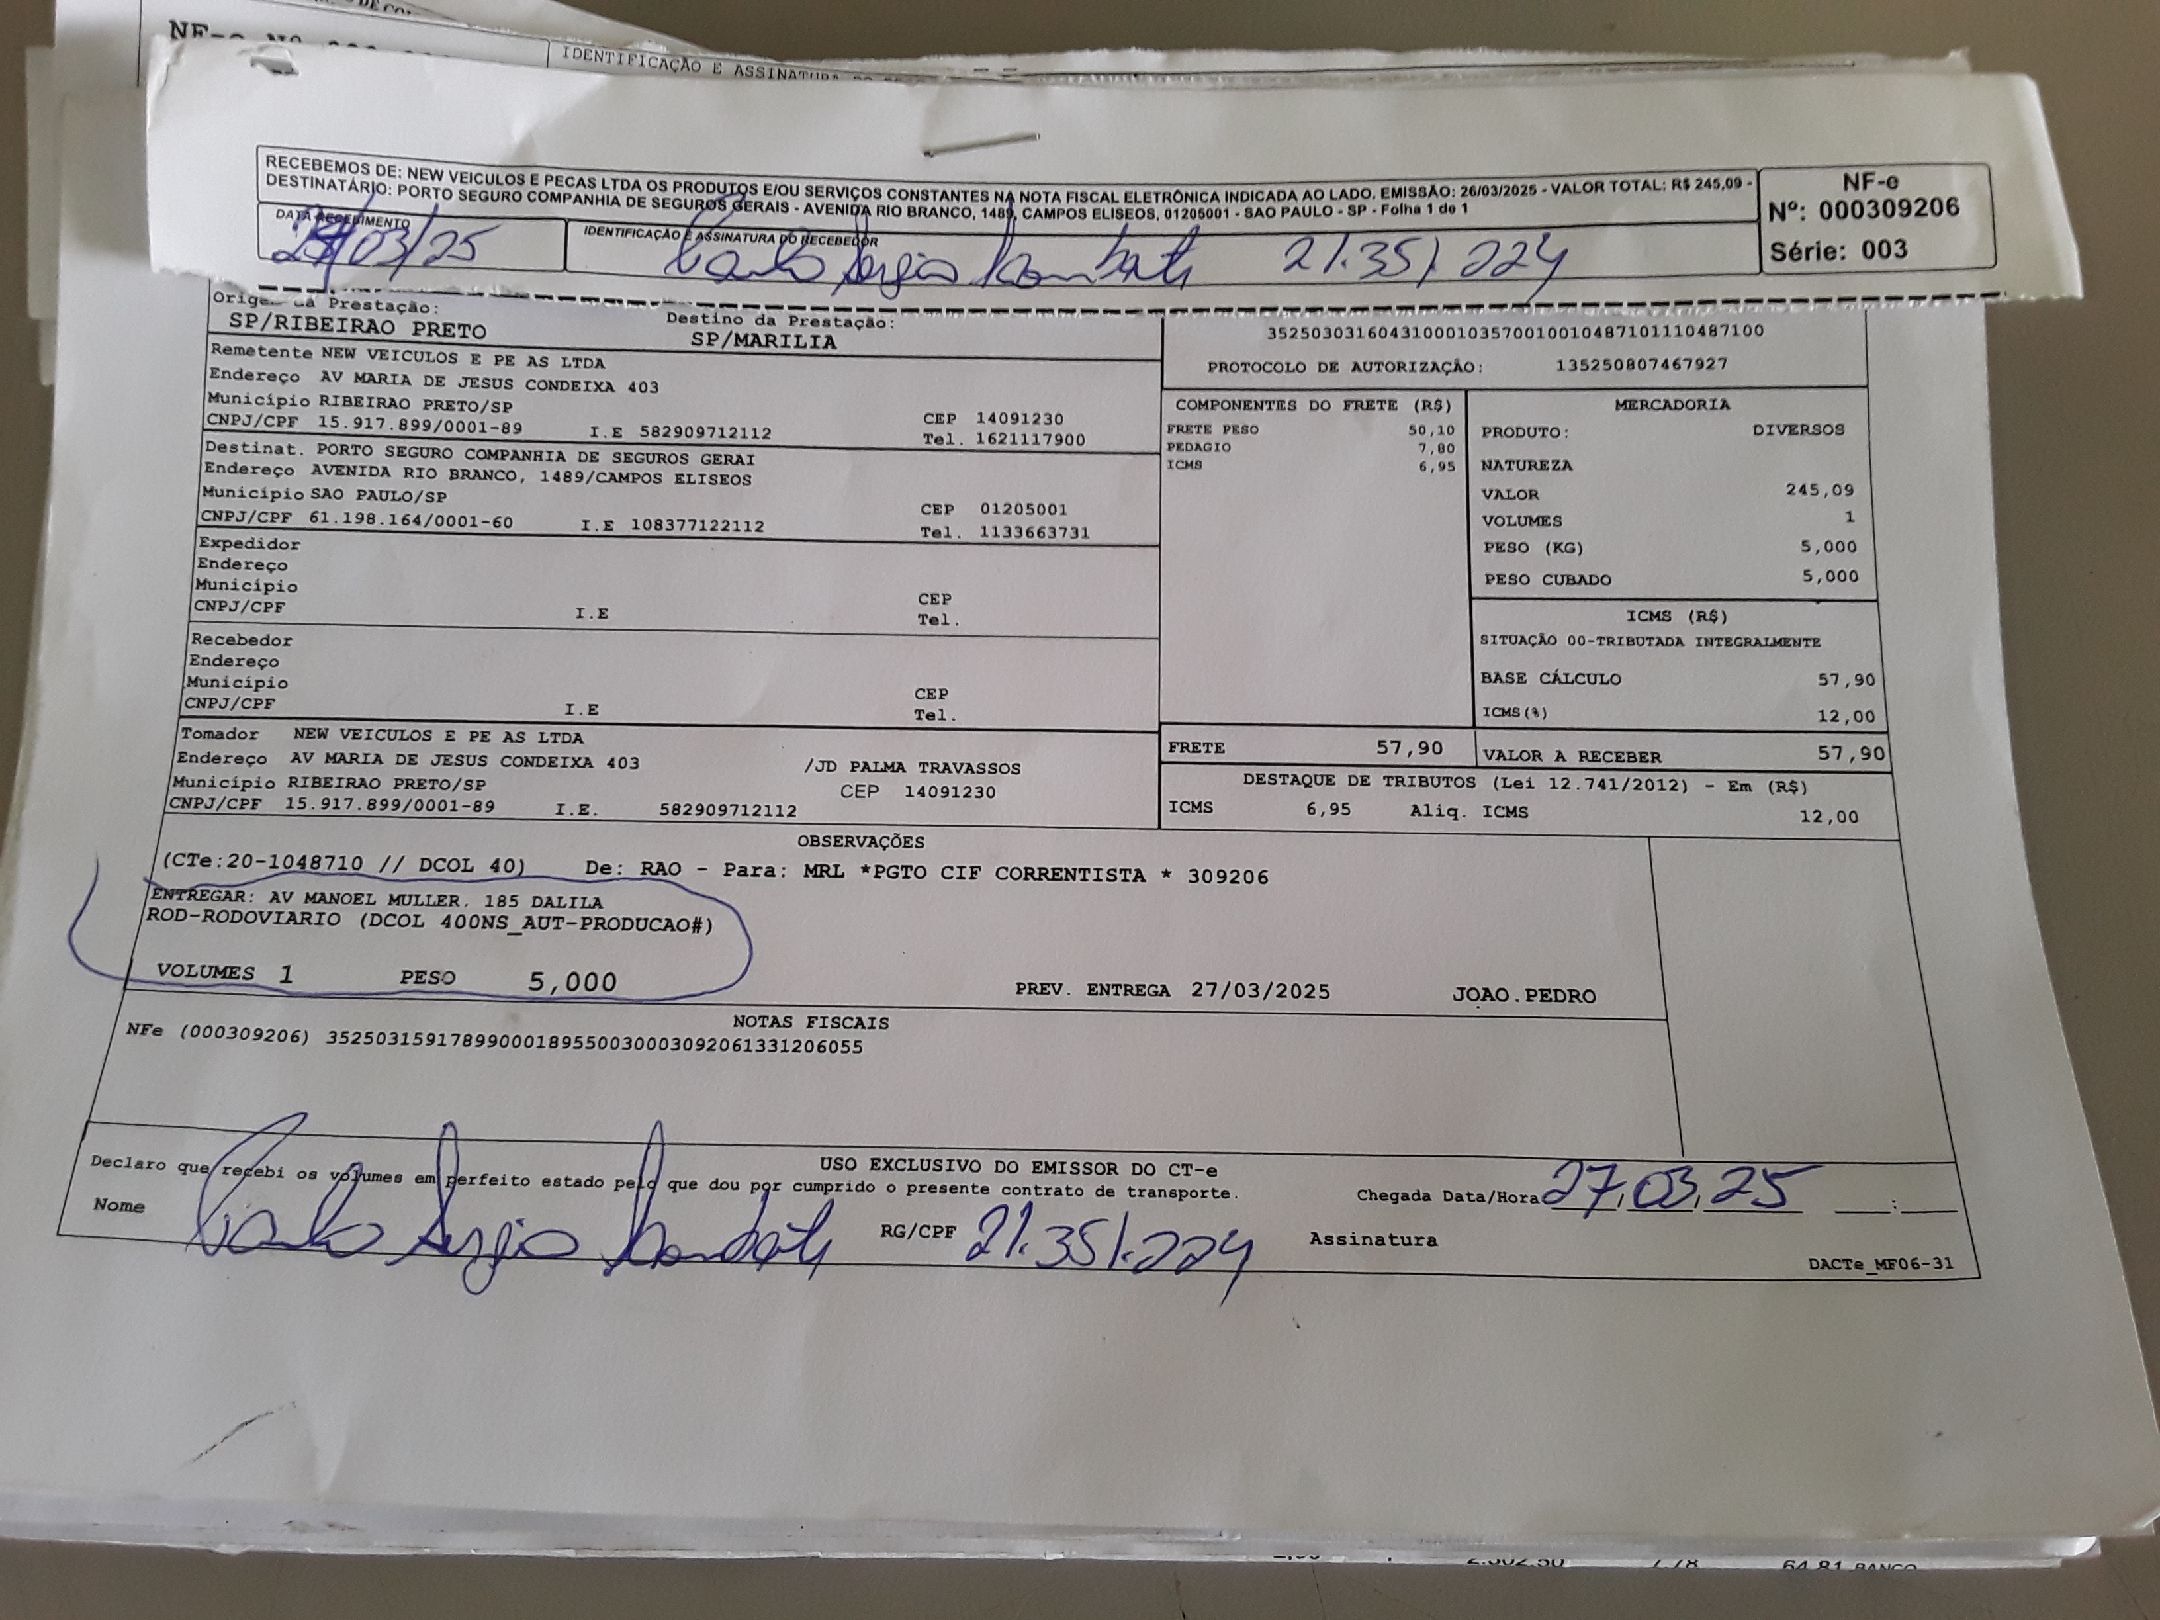 IDENTIFICAÇÃO E ASSINATURA DO
RECEBEMOS DE: NEW VEICULOS E PECAS LTDA OS PRODUTOS E/OU SERVIÇOS CONSTANTES NA NOTA FISCAL ELETRÔNICA INDICADA AO LADO. EMISSÃO: 26/03/2025 - VALOR TOTAL: R$ 245,09 -
DESTINATÁRIO: PORTO SEGURO COMPANHIA DE SEGUROS GERAIS - AVENIDA RIO BRANCO, 1489, CAMPOS ELISEOS, 01205001 - SAO PAULO - SP - Folha 1 de 1
NF-e
Nº: 000309206
Série: 003
DATA RECEBIMENTO
/03/25
IDENTIFICAÇÃO E ASSINATURA DO RECEBEDOR
Sergio 21.351.224
Origem da Prestação:
SP/RIBEIRAO PRETO
Destino da Prestação:
SP/MARILIA
Remetente NEW VEICULOS E PE AS LTDA
Endereço AV MARIA DE JESUS CONDEIXA 403
Município RIBEIRAO PRETO/SP CEP 14091230
CNPJ/CPF 15.917.899/0001-89 I.E 582909712112 Tel. 1621117900
Destinat. PORTO SEGURO COMPANHIA DE SEGUROS GERAI
Endereço AVENIDA RIO BRANCO, 1489/CAMPOS ELISEOS
Município SAO PAULO/SP CEP 01205001
CNPJ/CPF 61.198.164/0001-60 I.E 108377122112 Tel. 1133663731
Expedidor
Endereço
Município CEP
CNPJ/CPF I.E Tel.
Recebedor
Endereço
Município CEP
CNPJ/CPF I.E Tel.
Tomador NEW VEICULOS E PE AS LTDA
Endereço AV MARIA DE JESUS CONDEIXA 403 /JD PALMA TRAVASSOS
Município RIBEIRAO PRETO/SP CEP 14091230
CNPJ/CPF 15.917.899/0001-89 I.E. 582909712112
35250303160431000103570010010487101110487100
PROTOCOLO DE AUTORIZAÇÃO: 135250807467927
COMPONENTES DO FRETE (R$)
FRETE PESO 50,10
PEDAGIO 7,80
ICMS 6,95
MERCADORIA
PRODUTO: DIVERSOS
NATUREZA
VALOR 245,09
VOLUMES 1
PESO (KG) 5,000
PESO CUBADO 5,000
ICMS (R$)
SITUAÇÃO 00-TRIBUTADA INTEGRALMENTE
BASE CÁLCULO 57,90
ICMS(%) 12,00
FRETE 57,90
VALOR A RECEBER 57,90
DESTAQUE DE TRIBUTOS (Lei 12.741/2012) - Em (R$)
ICMS 6,95 Aliq. ICMS 12,00
OBSERVAÇÕES
(CTe:20-1048710 // DCOL 40) De: RAO - Para: MRL *PGTO CIF CORRENTISTA * 309206
ENTREGAR: AV MANOEL MULLER, 185 DALILA
ROD-RODOVIARIO (DCOL 400NS_AUT-PRODUCAO#)
VOLUMES 1 PESO 5,000 PREV. ENTREGA 27/03/2025 JOAO.PEDRO
NOTAS FISCAIS
NFe (000309206) 35250315917899000189550030003092061331206055
USO EXCLUSIVO DO EMISSOR DO CT-e
Declaro que recebi os volumes em perfeito estado pelo que dou por cumprido o presente contrato de transporte.
Chegada Data/Hora 27.03.25 :
Nome Sergio RG/CPF 21.351.224 Assinatura
DACTe_MF06-31